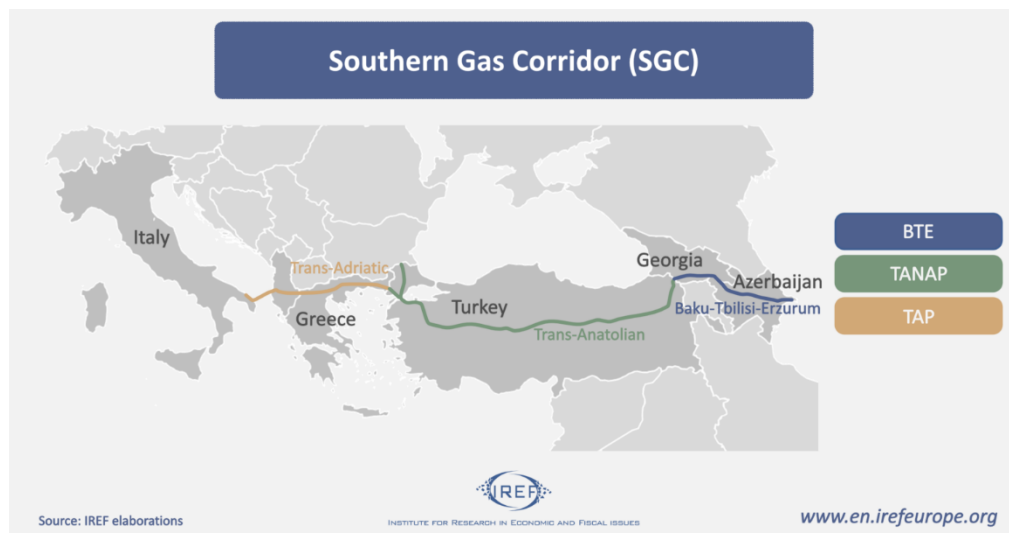 Southern Gas Corridor (SGC)
Italy
Trans-Adriatic
Greece
Turkey
Trans-Anatolian
Georgia
Azerbaijan
Baku-Tbilisi-Erzurum
BTE
TANAP
TAP
IREF
INSTITUTE FOR RESEARCH IN ECONOMIC AND FISCAL ISSUES
Source: IREF elaborations
www.en.irefeurope.org